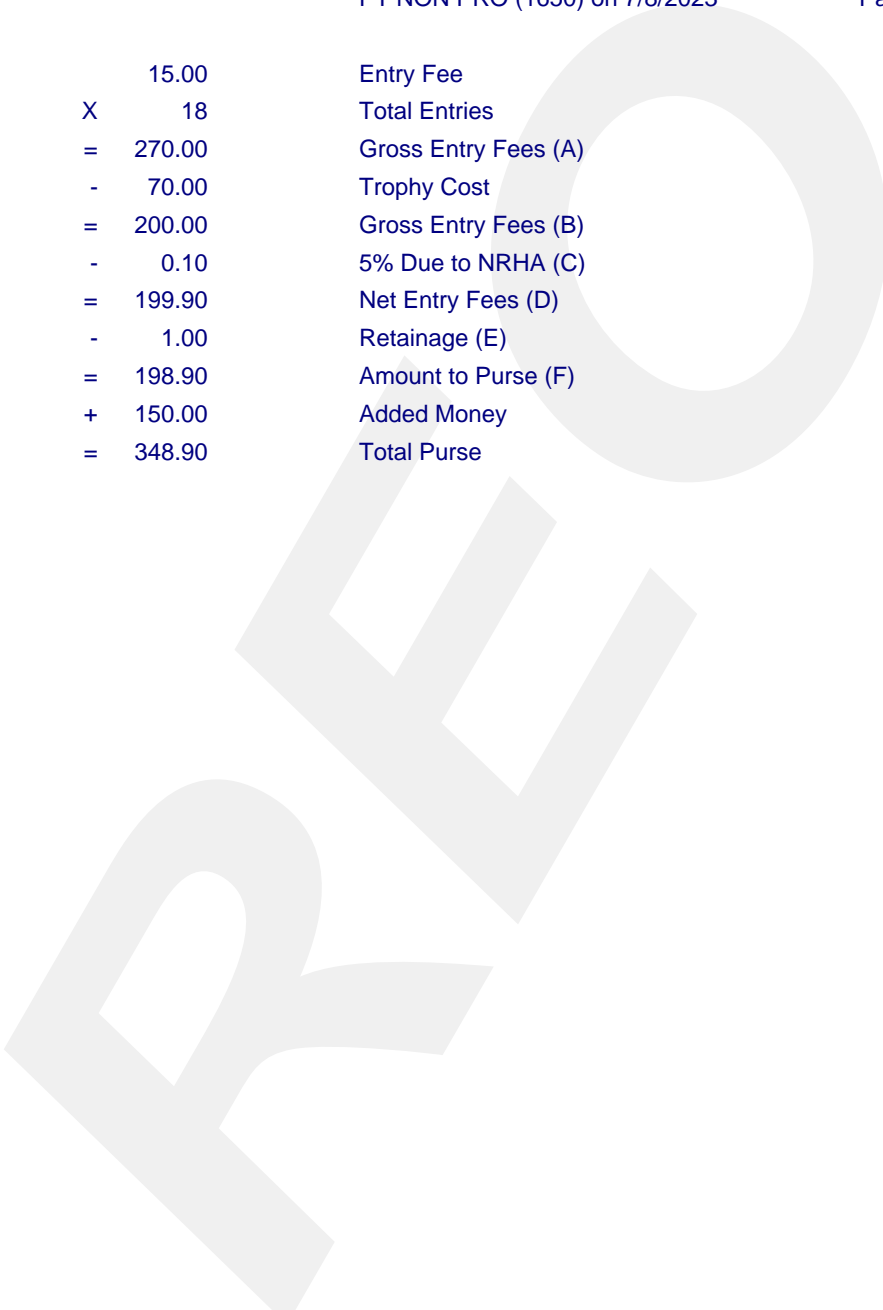 15.00 Entry Fee
X 18 Total Entries
= 270.00 Gross Entry Fees (A)
- 70.00 Trophy Cost
= 200.00 Gross Entry Fees (B)
- 0.10 5% Due to NRHA (C)
= 199.90 Net Entry Fees (D)
- 1.00 Retainage (E)
= 198.90 Amount to Purse (F)
+ 150.00 Added Money
= 348.90 Total Purse
REO